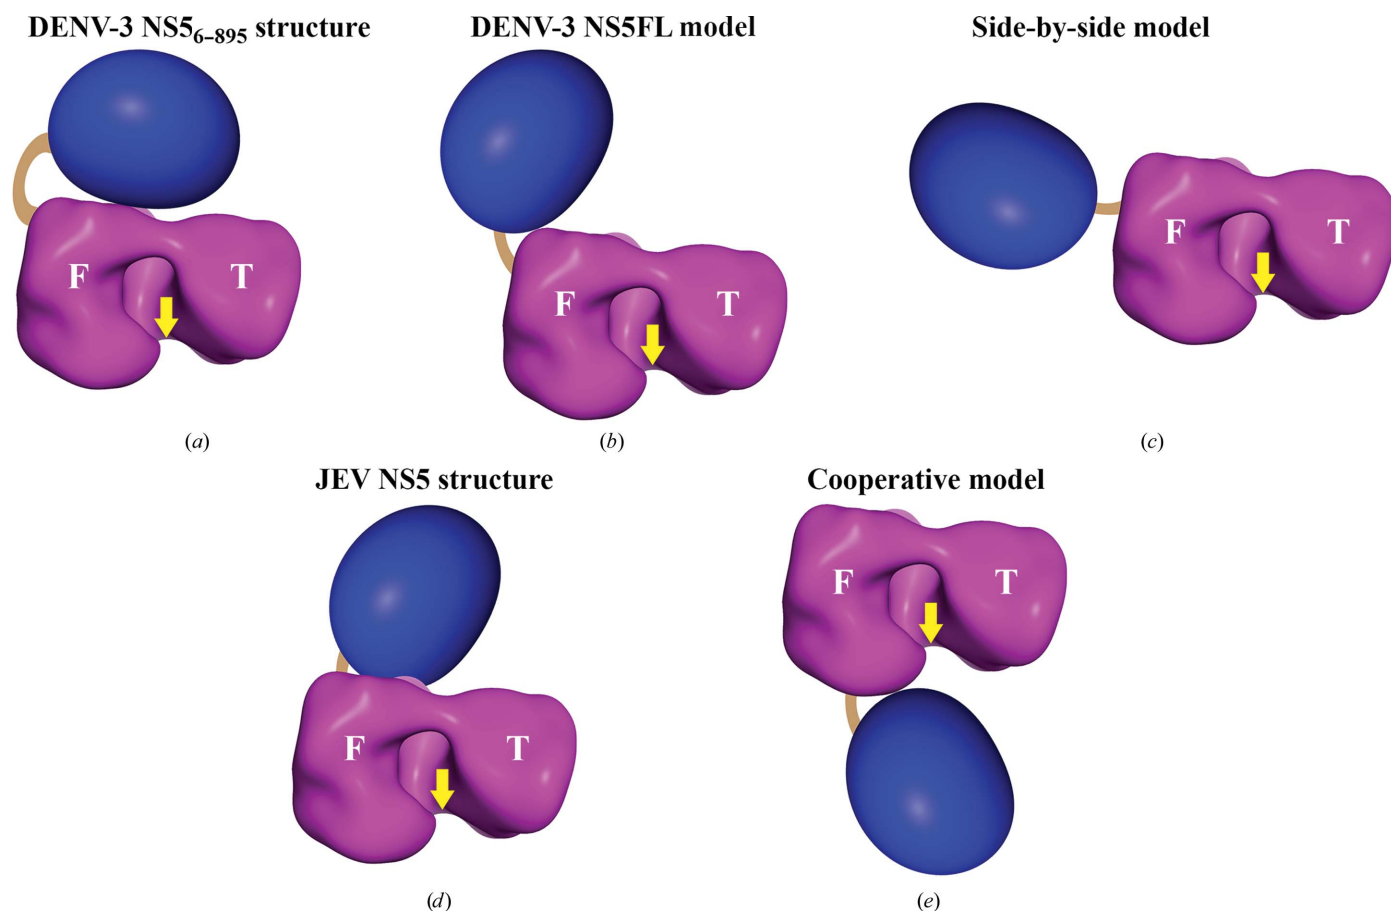 DENV-3 NS5₆₋₈₉₅ structure
DENV-3 NS5FL model
Side-by-side model
F T
F T
F T
(a)
(b)
(c)
JEV NS5 structure
Cooperative model
F T
F T
(d)
(e)